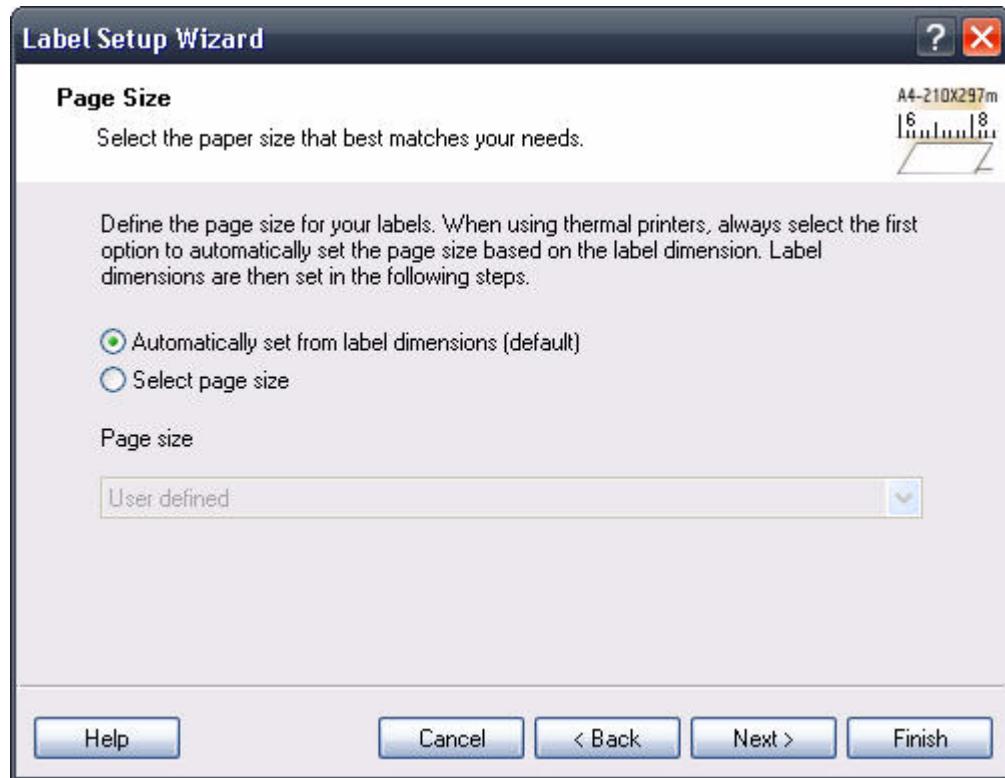 Label Setup Wizard
?
Page Size
Select the paper size that best matches your needs.
A4-210X297m
6 8
Define the page size for your labels. When using thermal printers, always select the first
option to automatically set the page size based on the label dimension. Label
dimensions are then set in the following steps.
Automatically set from label dimensions (default)
Select page size
Page size
User defined
Help
Cancel
< Back
Next >
Finish